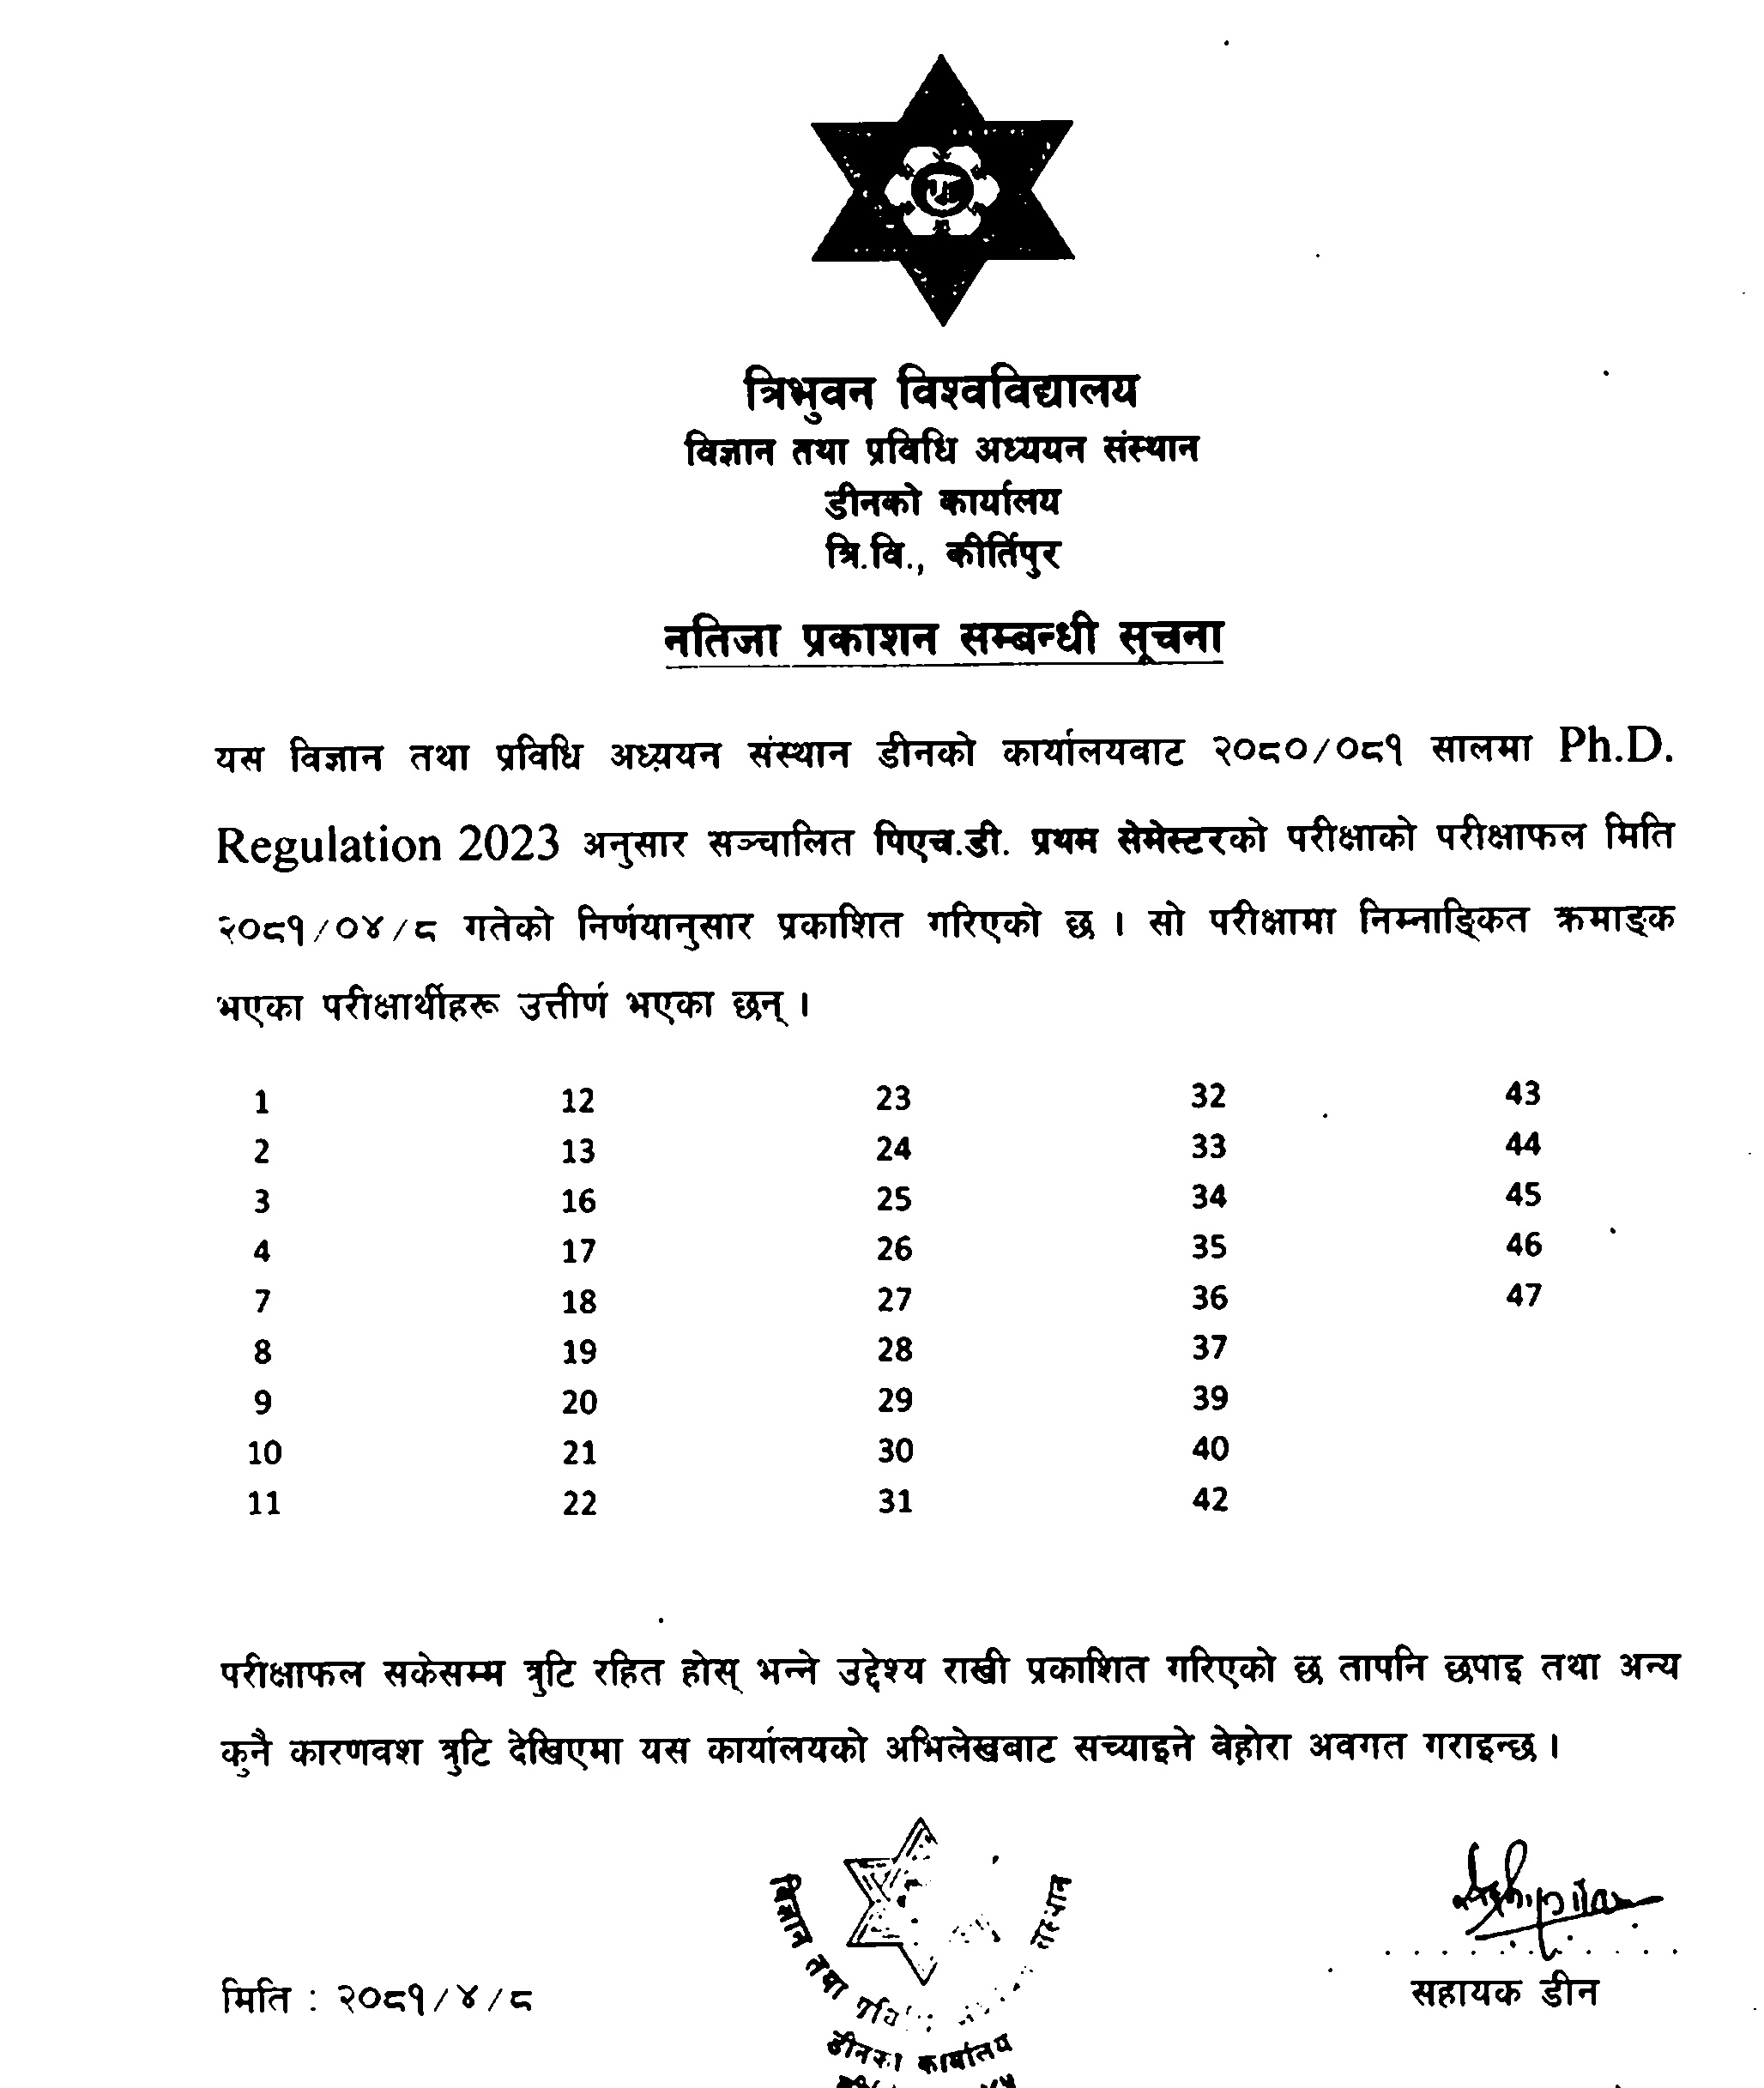 त्रिभुवन विश्वविद्यालय
विज्ञान तथा प्रविधि अध्ययन संस्थान
डीनको कार्यालय
त्रि.वि., कीर्तिपुर
नतिजा प्रकाशन सम्बन्धी सूचना
यस विज्ञान तथा प्रविधि अध्ययन संस्थान डीनको कार्यालयवाट २०८०/०८१ सालमा Ph.D.
Regulation 2023 अनुसार सञ्चालित पिएच.डी. प्रथम सेमेस्टरको परीक्षाको परीक्षाफल मिति
२०८१/०४/८ गतेको निर्णयानुसार प्रकाशित गरिएको छ । सो परीक्षामा निम्नाङ्कित क्रमाङ्क
भएका परीक्षार्थीहरू उत्तीर्ण भएका छन् ।
1 12 23 32 43
2 13 24 33 44
3 16 25 34 45
4 17 26 35 46
7 18 27 36 47
8 19 28 37
9 20 29 39
10 21 30 40
11 22 31 42
परीक्षाफल सकेसम्म त्रुटि रहित होस् भन्ने उद्देश्य राखी प्रकाशित गरिएको छ तापनि छपाइ तथा अन्य
कुनै कारणवश त्रुटि देखिएमा यस कार्यालयको अभिलेखबाट सच्याइने वेहोरा अवगत गराइन्छ ।
विज्ञान तथा
डीनको कार्यालय
सहायक डीन
मिति : २०८१/४/८